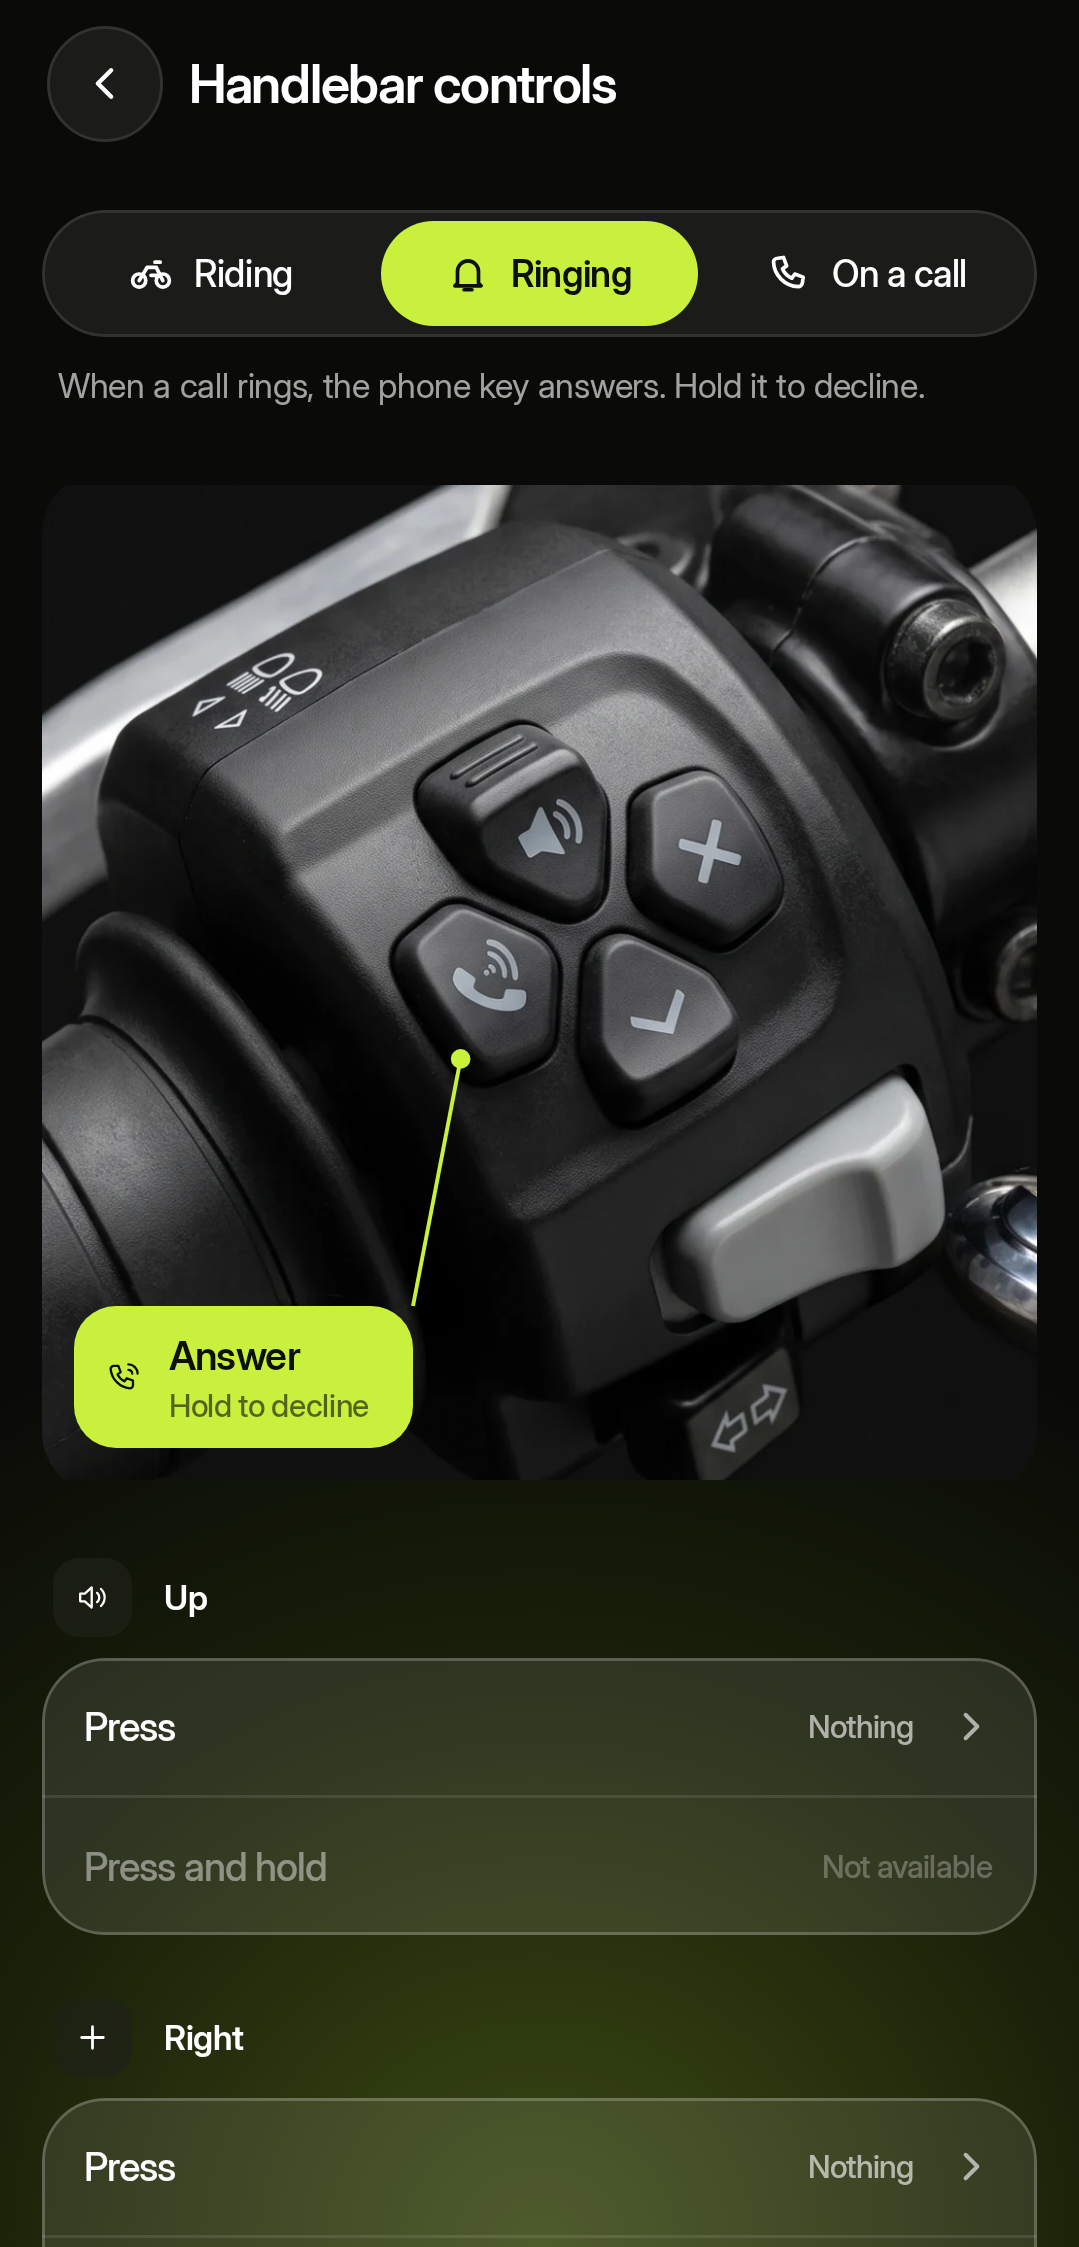 Handlebar controls
Riding
Ringing
On a call
When a call rings, the phone key answers. Hold it to decline.
Answer
Hold to decline
Up
Press
Nothing
Press and hold
Not available
Right
Press
Nothing